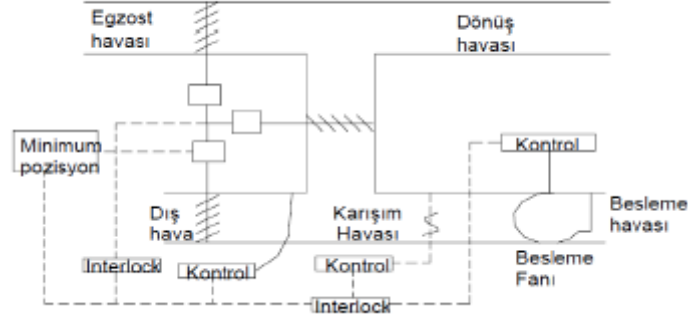 Egzost
havası
Dönüş
havası
Minimum
pozisyon
Kontrol
Dış
hava
Karışım
Havası
Besleme
havası
Besleme
Fanı
Interlock
Kontrol
Kontrol
Interlock